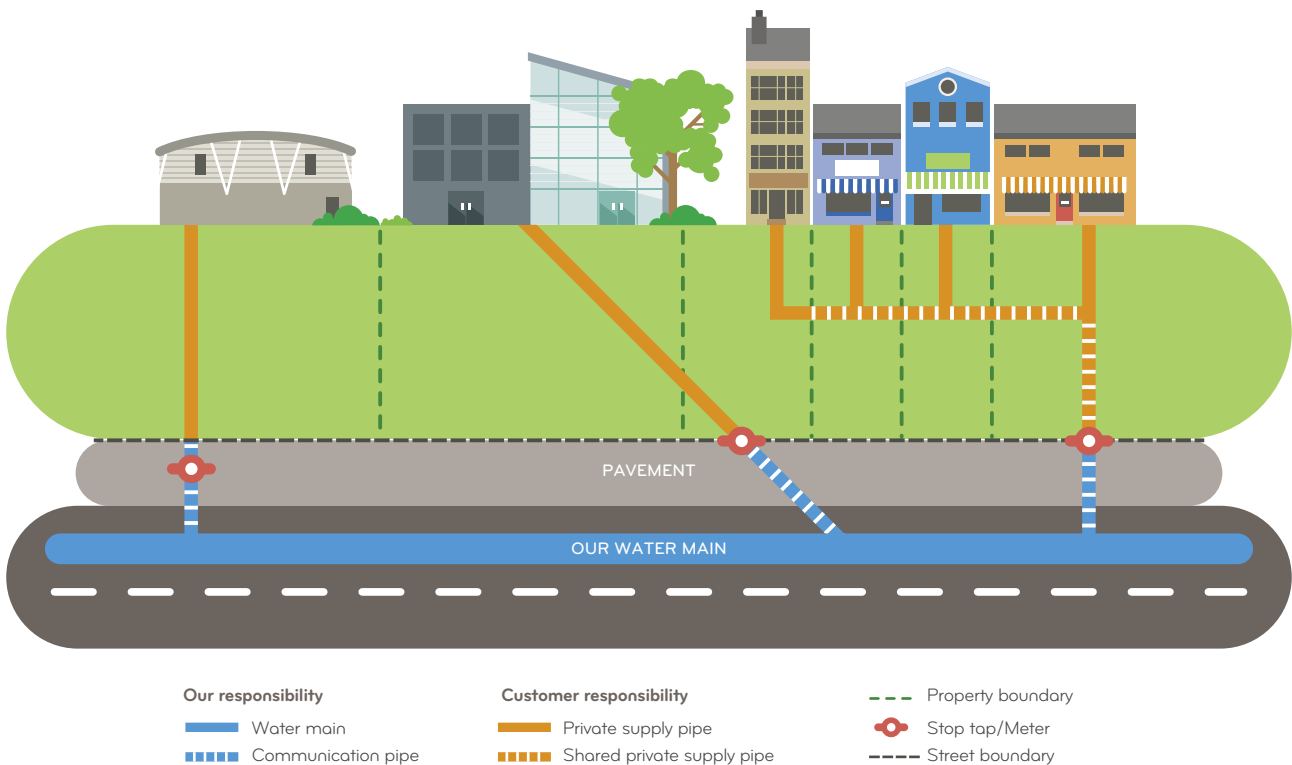 PAVEMENT
OUR WATER MAIN
Our responsibility
Water main
Communication pipe
Customer responsibility
Private supply pipe
Shared private supply pipe
Property boundary
Stop tap/Meter
Street boundary